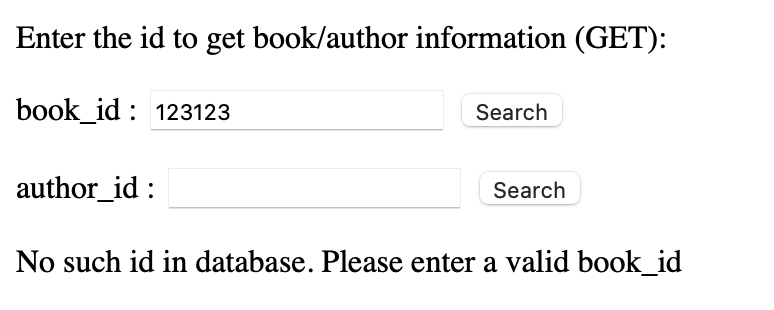 Enter the id to get book/author information (GET):
book_id : 123123 Search
author_id : Search
No such id in database. Please enter a valid book_id